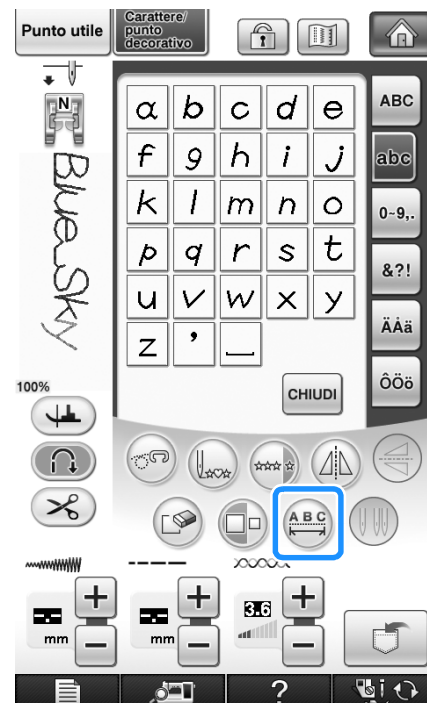 Punto utile
Carattere/
punto
decorativo
N
Blue_Sky
a b c d e
f g h i j
k l m n o
p q r s t
u v w x y
z ' _
CHIUDI
ABC
abc
0~9,.
&?!
ÄÅä
ÔÖö
100%
ABC
mm
+
−
mm
+
−
3.6
+
−
?